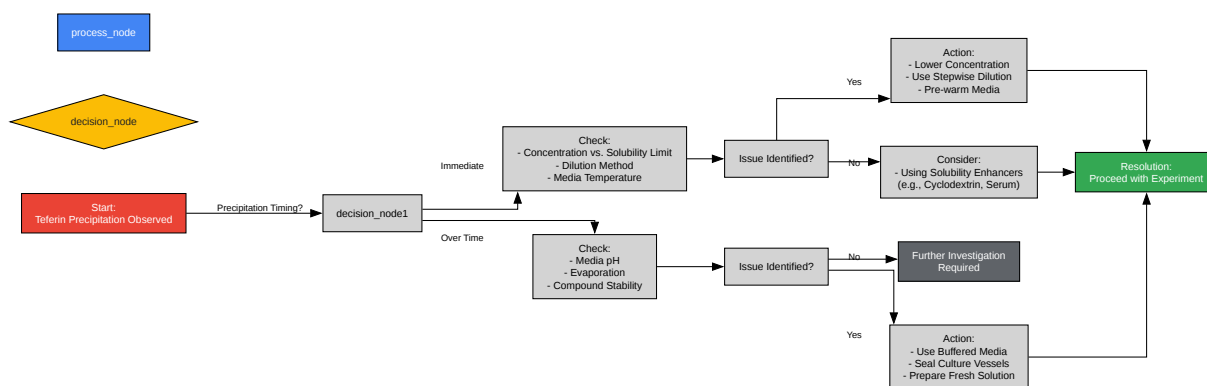 process_node
decision_node
Start:
Teferin Precipitation Observed
Precipitation Timing?
decision_node1
Immediate
Over Time
Check:
- Concentration vs. Solubility Limit
- Dilution Method
- Media Temperature
Check:
- Media pH
- Evaporation
- Compound Stability
Issue Identified?
Yes
No
Issue Identified?
No
Yes
Action:
- Lower Concentration
- Use Stepwise Dilution
- Pre-warm Media
Consider:
- Using Solubility Enhancers
(e.g., Cyclodextrin, Serum)
Further Investigation
Required
Action:
- Use Buffered Media
- Seal Culture Vessels
- Prepare Fresh Solution
Resolution:
Proceed with Experiment